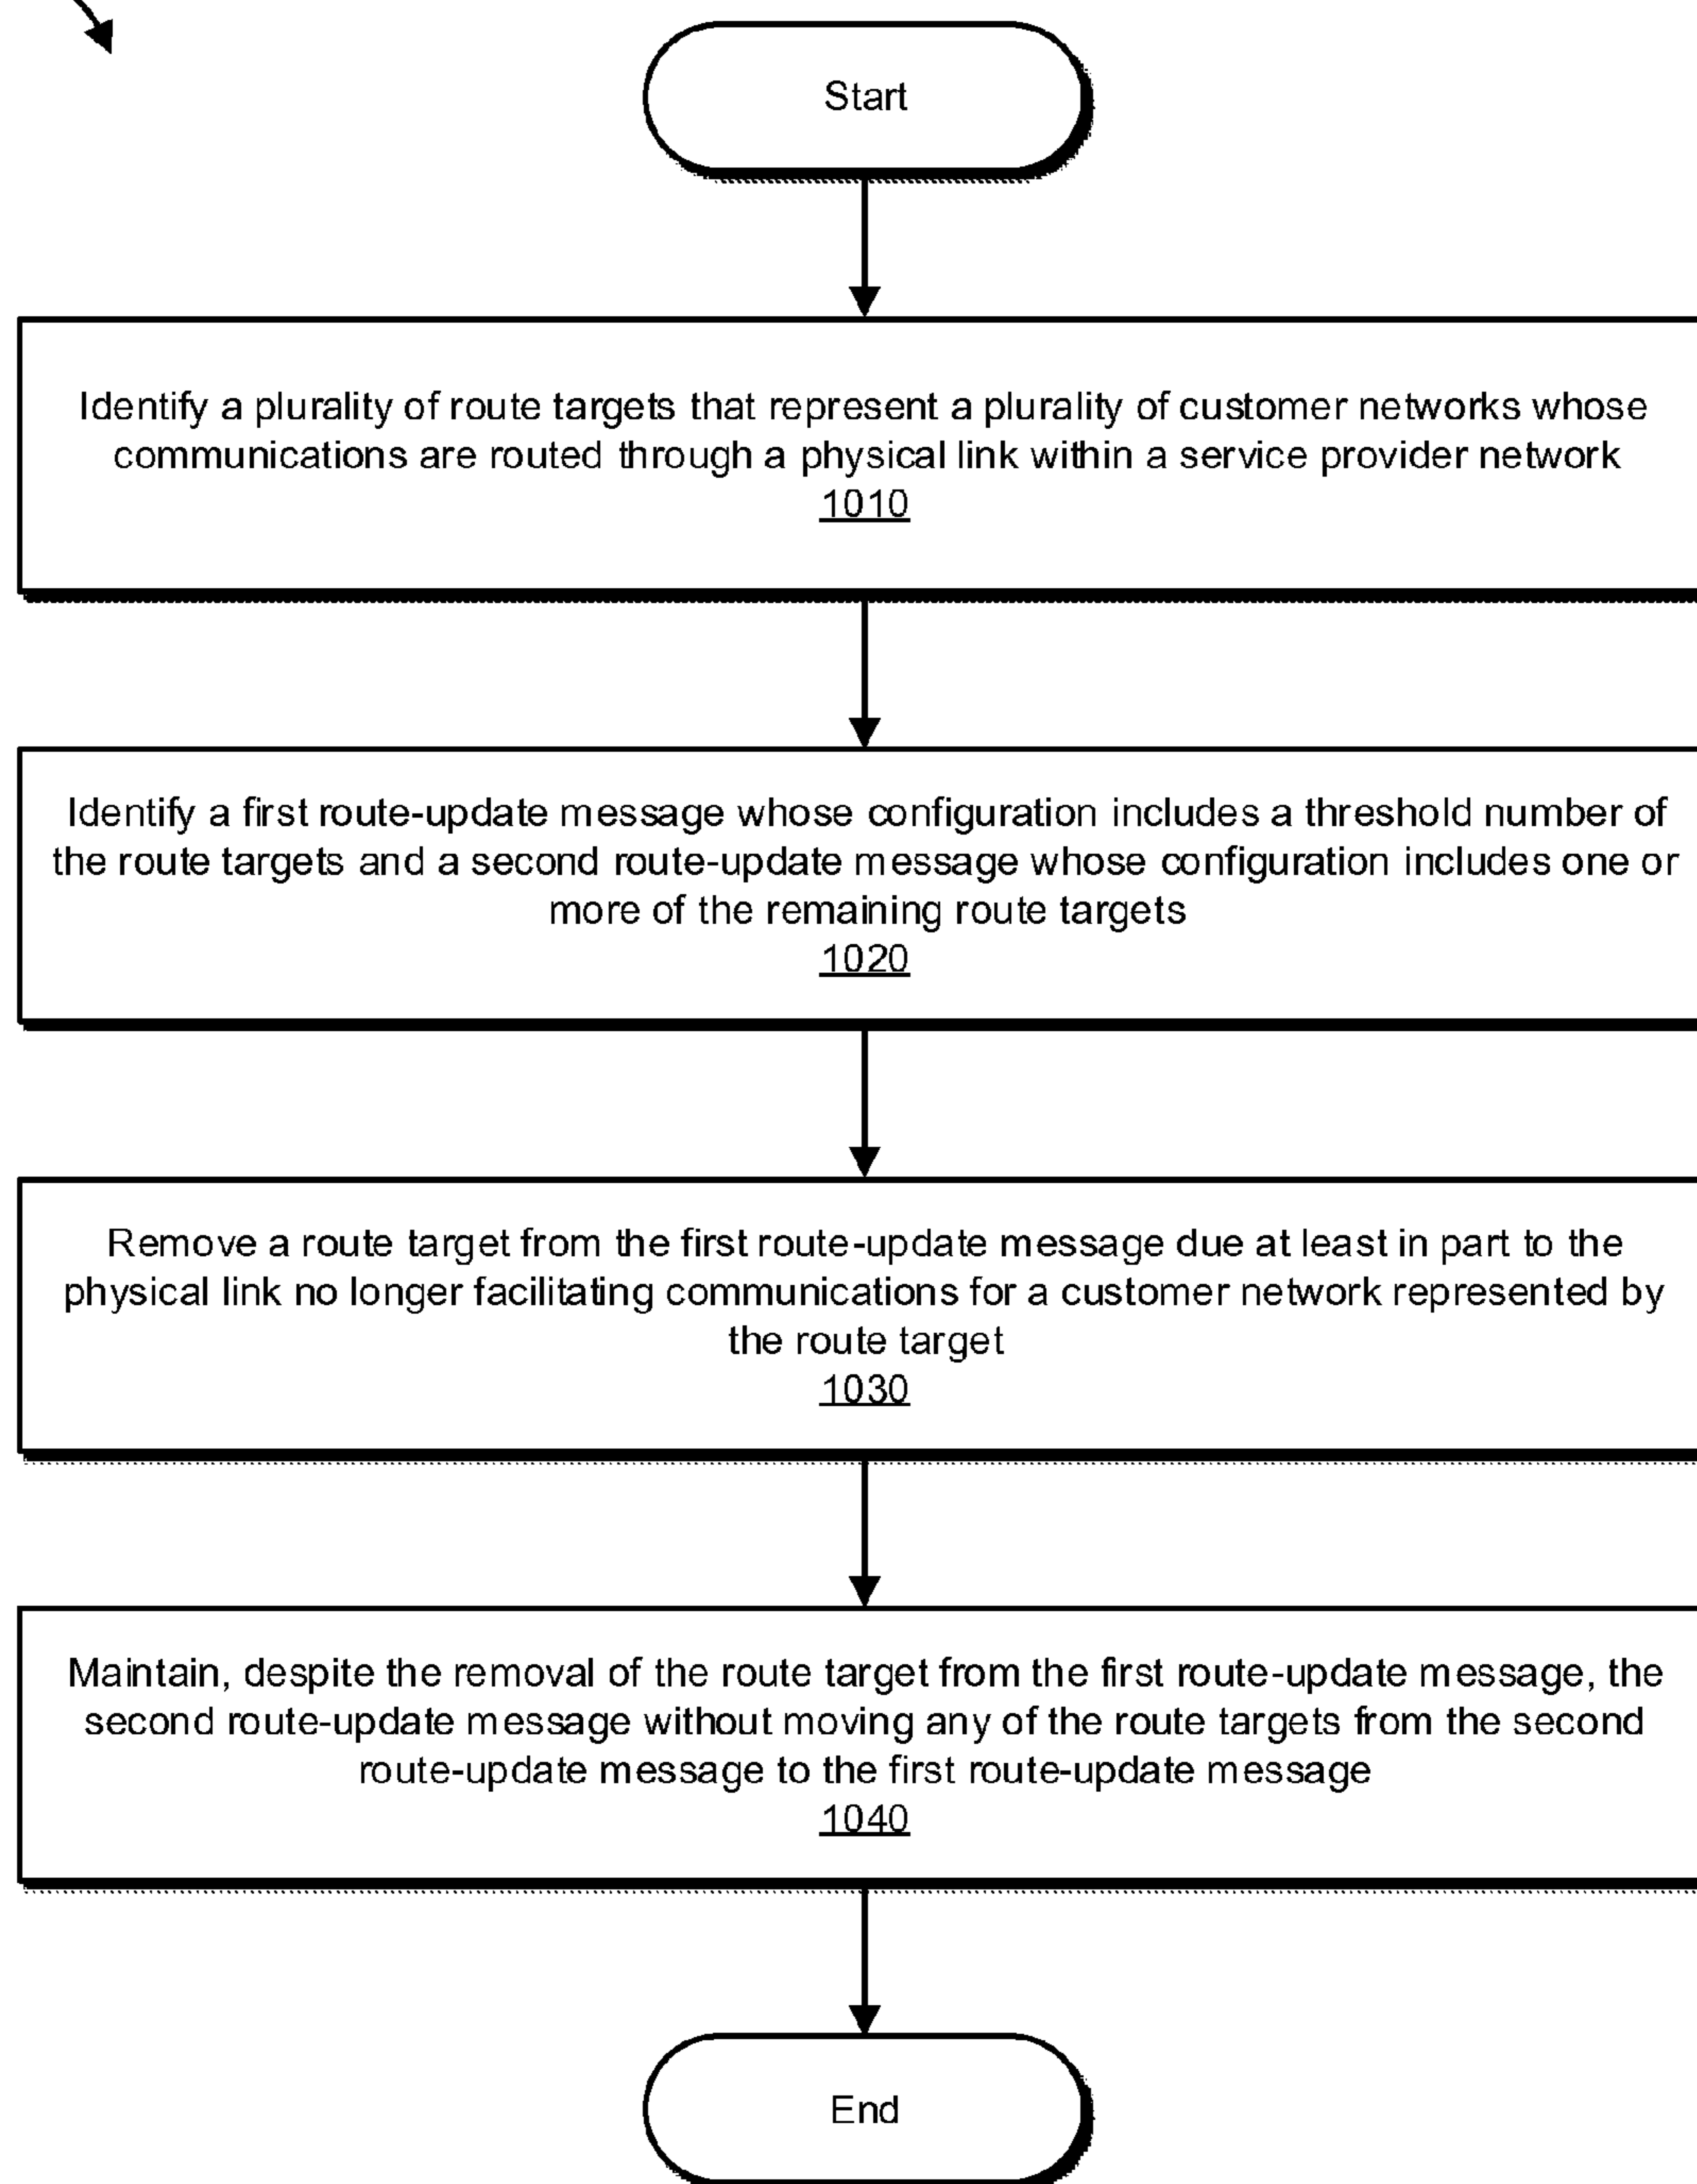 Start
Identify a plurality of route targets that represent a plurality of customer networks whose
communications are routed through a physical link within a service provider network
1010
Identify a first route-update message whose configuration includes a threshold number of
the route targets and a second route-update message whose configuration includes one or
more of the remaining route targets
1020
Remove a route target from the first route-update message due at least in part to the
physical link no longer facilitating communications for a customer network represented by
the route target
1030
Maintain, despite the removal of the route target from the first route-update message, the
second route-update message without moving any of the route targets from the second
route-update message to the first route-update message
1040
End